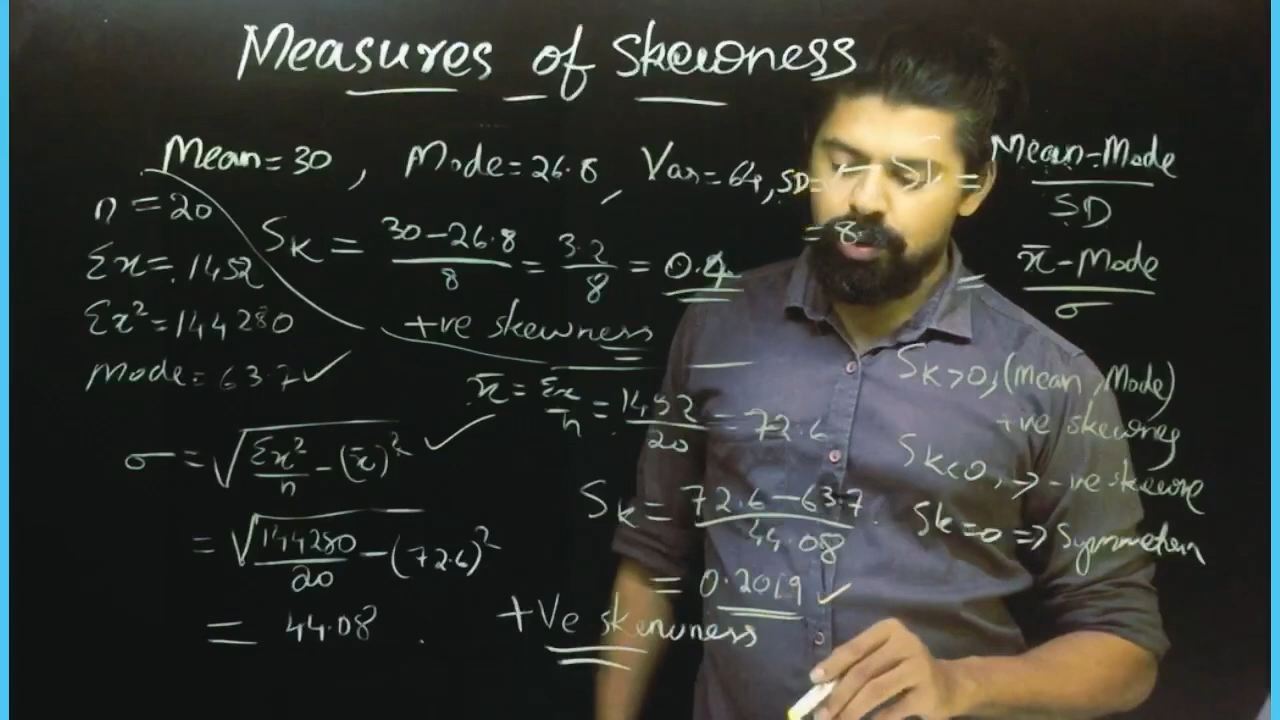 Measures of Skewness
Mean = 30 , Mode = 26.8 , Var = 64, SD =
= 8
Sk = (30 - 26.8)/8 = 3.2/8 = 0.4
+ve skewness
= (Mean - Mode)/SD
= (x̄ - Mode)/σ
Sk > 0, (Mean , Mode)
+ve skewness
Sk < 0, → -ve skewne
Sk = 0 ⇒ Symmetric
n = 20
Σx = 1452
Σx² = 144280
Mode = 63.7 ✓
σ = √(Σx²/n - (x̄)²) ✓
= √(144280/20 - (72.6)²)
= 44.08
x̄ = Σx/n = 1452/20 = 72.6
Sk = (72.6 - 63.7)/44.08
= 0.2019 ✓
+Ve skewness